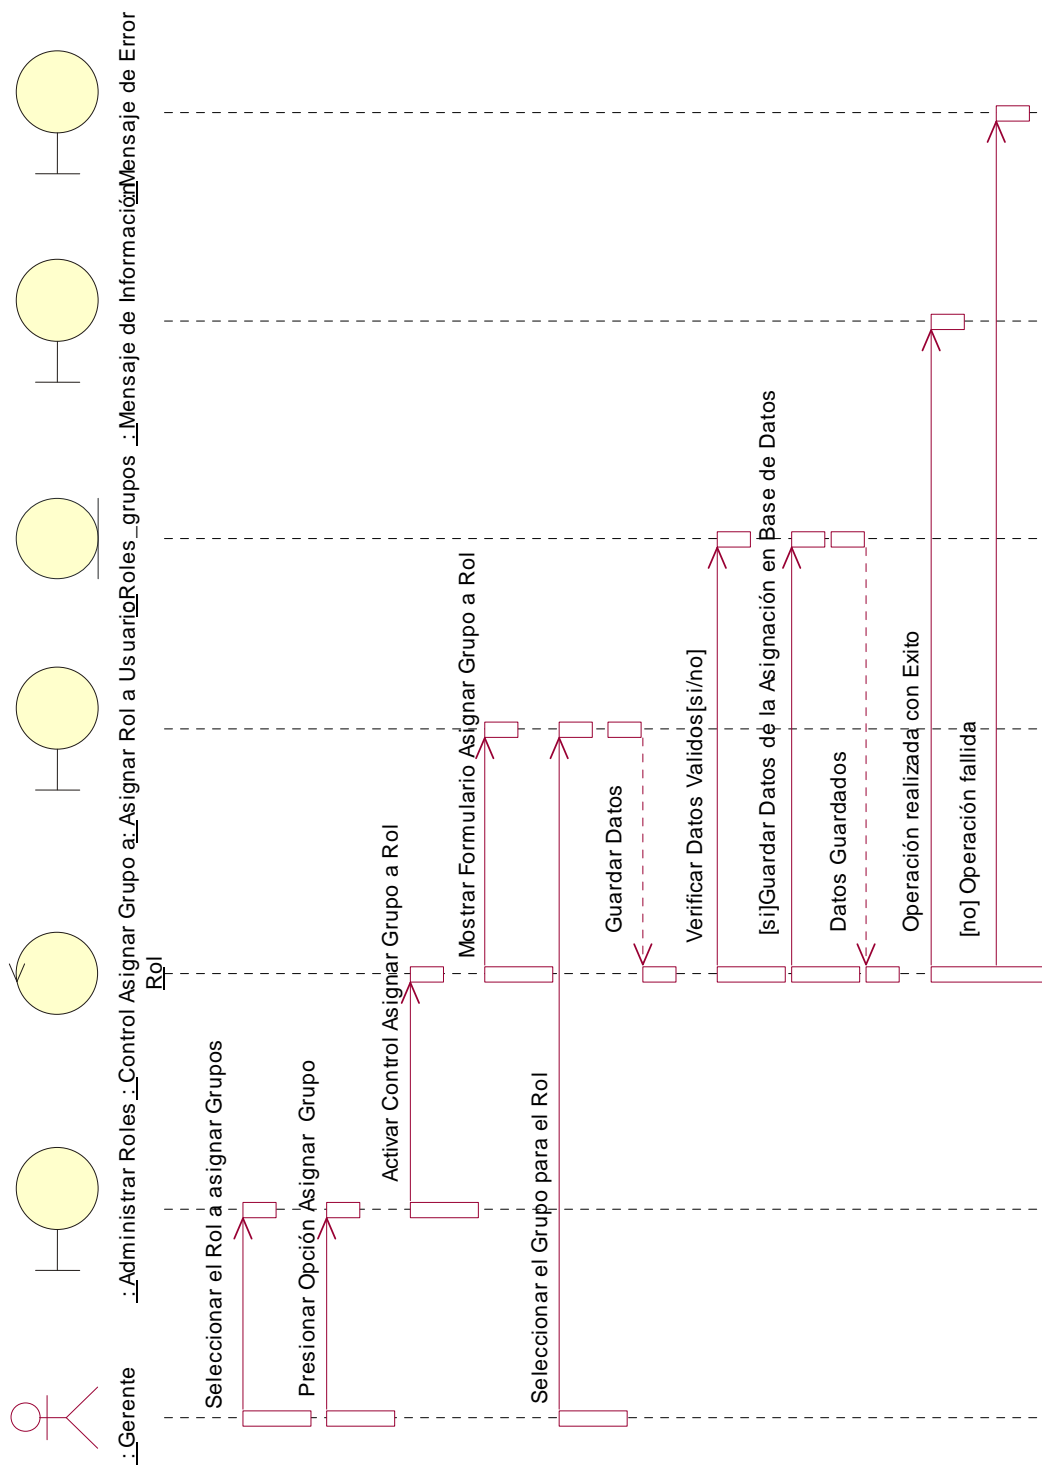 : Gerente
: Administrar Roles
: Control Asignar Grupo a
Rol
: Asignar Rol a Usuario
Roles_grupos
: Mensaje de Información
: Mensaje de Error
Seleccionar el Rol a asignar Grupos
Presionar Opción Asignar Grupo
Activar Control Asignar Grupo a Rol
Mostrar Formulario Asignar Grupo a Rol
Seleccionar el Grupo para el Rol
Guardar Datos
Verificar Datos Validos[si/no]
[si]Guardar Datos de la Asignación en Base de Datos
Datos Guardados
Operación realizada con Exito
[no] Operación fallida